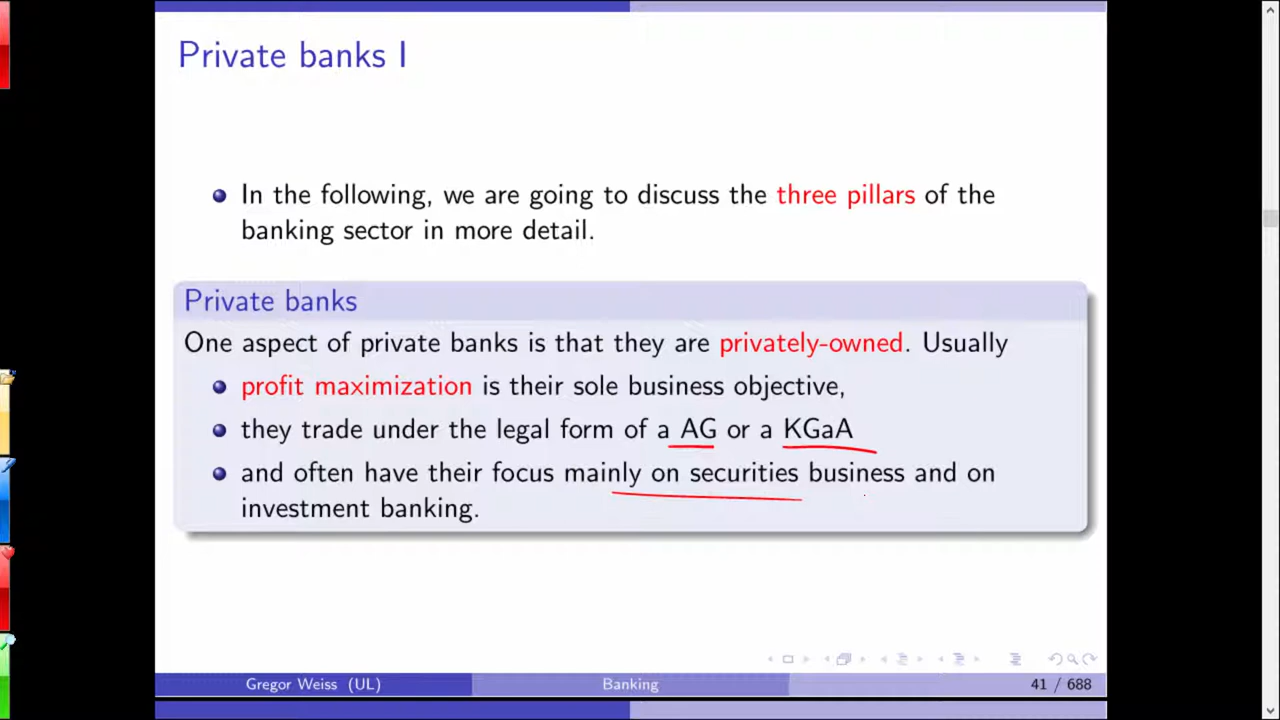 Private banks I
In the following, we are going to discuss the three pillars of the
banking sector in more detail.
Private banks
One aspect of private banks is that they are privately-owned. Usually
profit maximization is their sole business objective,
they trade under the legal form of a AG or a KGaA
and often have their focus mainly on securities business and on
investment banking.
Gregor Weiss (UL)
Banking
41 / 688